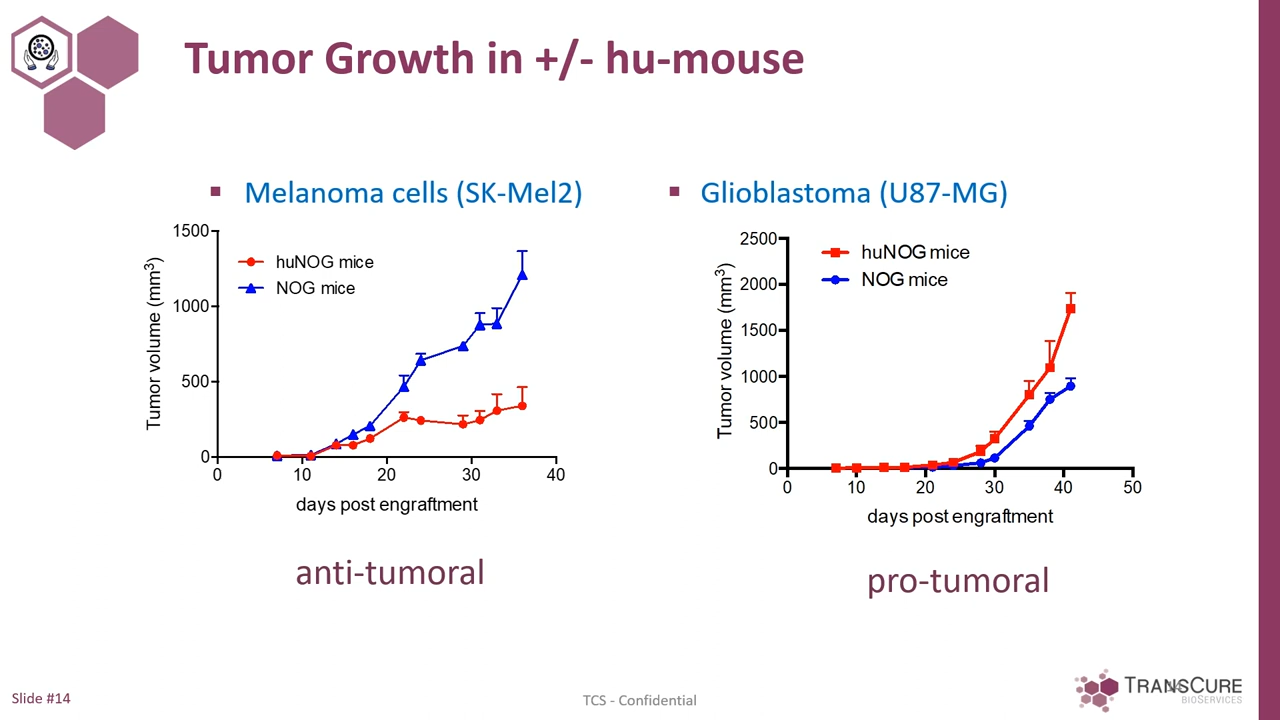 Tumor Growth in +/- hu-mouse
Melanoma cells (SK-Mel2)
1500
1000
500
0
0
10
20
30
40
Tumor volume (mm³)
huNOG mice
NOG mice
days post engraftment
anti-tumoral
Glioblastoma (U87-MG)
2500
2000
1500
1000
500
0
0
10
20
30
40
50
Tumor volume (mm³)
huNOG mice
NOG mice
days post engraftment
pro-tumoral
Slide #14
TCS - Confidential
TRANSCURE
BIOSERVICES